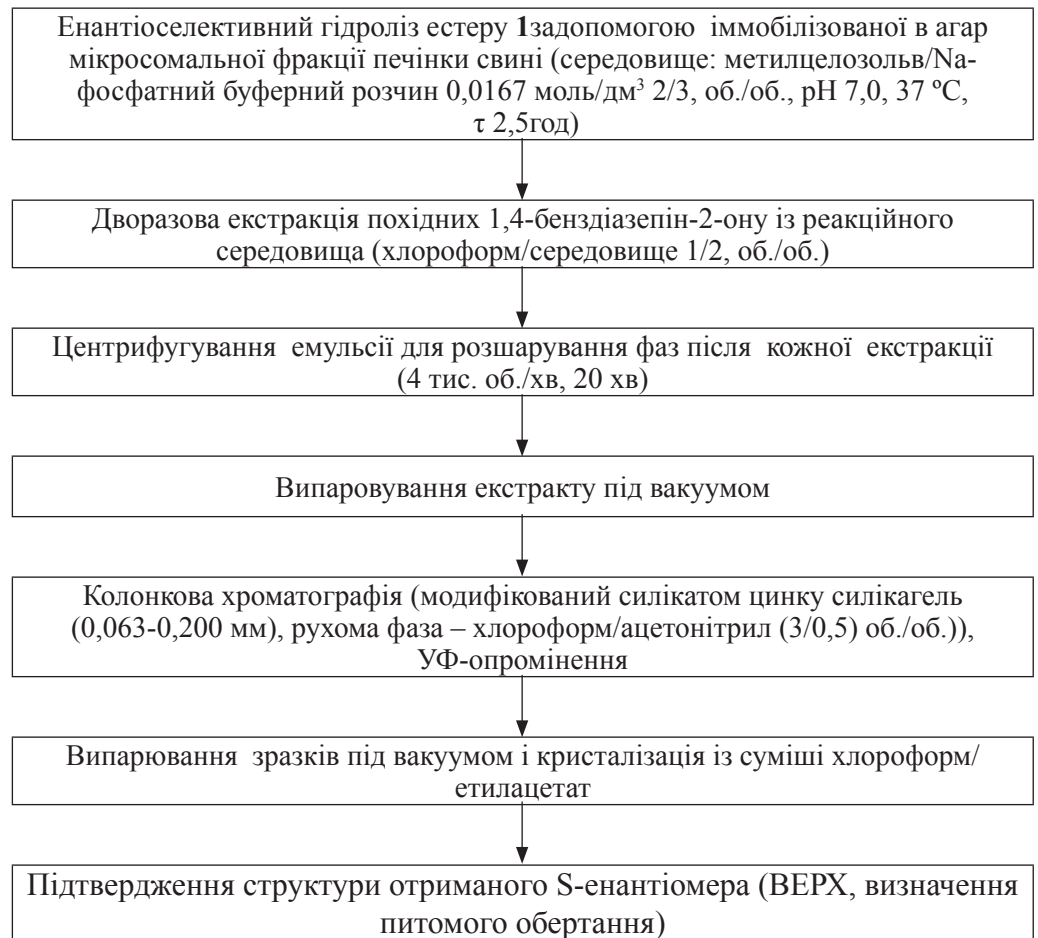 Енантіоселективний гідроліз естеру 1задопомогою іммобілізованої в агар
мікросомальної фракції печінки свині (середовище: метилцелозольв/Na-
фосфатний буферний розчин 0,0167 моль/дм³ 2/3, об./об., pH 7,0, 37 ºС,
τ 2,5год)
Дворазова екстракція похідних 1,4-бенздіазепін-2-ону із реакційного
середовища (хлороформ/середовище 1/2, об./об.)
Центрифугування емульсії для розшарування фаз після кожної екстракції
(4 тис. об./хв, 20 хв)
Випаровування екстракту під вакуумом
Колонкова хроматографія (модифікований силікатом цинку силікагель
(0,063-0,200 мм), рухома фаза – хлороформ/ацетонітрил (3/0,5) об./об.)),
УФ-опромінення
Випарювання зразків під вакуумом і кристалізація із суміші хлороформ/
етилацетат
Підтвердження структури отриманого S-енантіомера (ВЕРХ, визначення
питомого обертання)